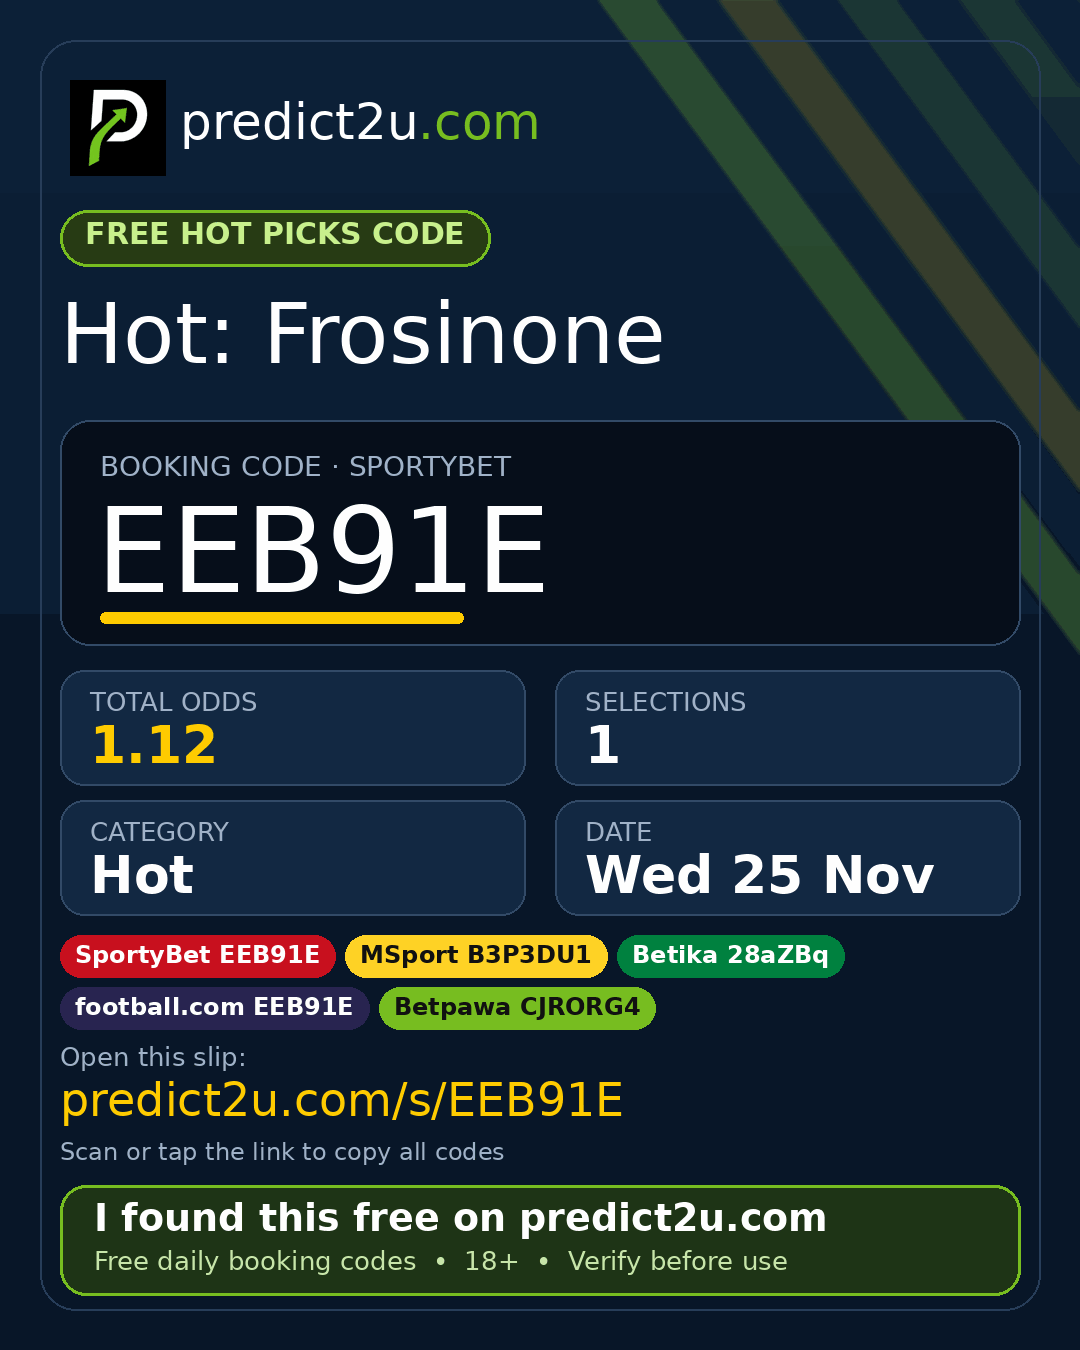 predict2u.com
FREE HOT PICKS CODE
Hot: Frosinone
BOOKING CODE · SPORTYBET
EEB91E
TOTAL ODDS
1.12
SELECTIONS
1
CATEGORY
Hot
DATE
Wed 25 Nov
SportyBet EEB91E
MSport B3P3DU1
Betika 28aZBq
football.com EEB91E
Betpawa CJRORG4
Open this slip:
predict2u.com/s/EEB91E
Scan or tap the link to copy all codes
I found this free on predict2u.com
Free daily booking codes • 18+ • Verify before use